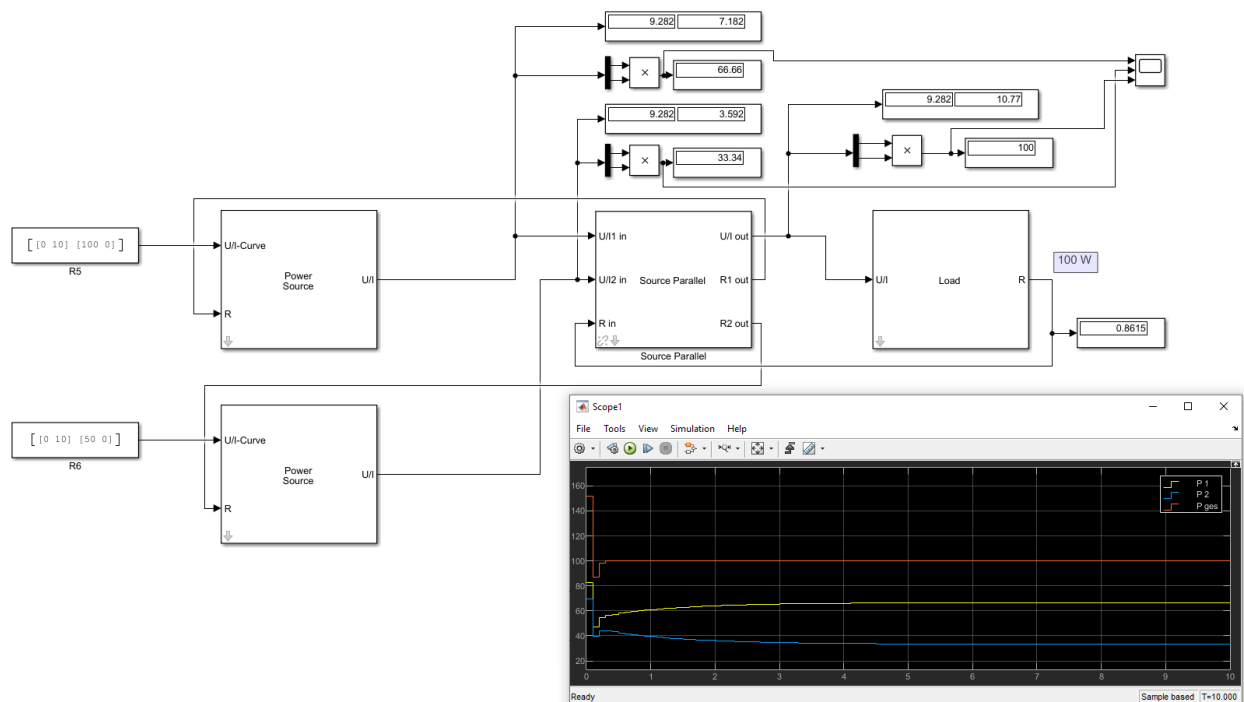 9.282 7.182
×
66.66
9.282 3.592
×
33.34
9.282 10.77
×
100
[ [0 10] [100 0] ]
R5
U/I-Curve
Power
Source
U/I
R
U/I1 in
U/I2 in
R in
Source Parallel
U/I out
R1 out
R2 out
Source Parallel
U/I
Load
R
100 W
0.8615
[ [0 10] [50 0] ]
R6
U/I-Curve
Power
Source
U/I
R
Scope1
File Tools View Simulation Help
P 1
P 2
P ges
160
140
120
100
80
60
40
20
0 1 2 3 4 5 6 7 8 9 10
Ready
Sample based T=10.000